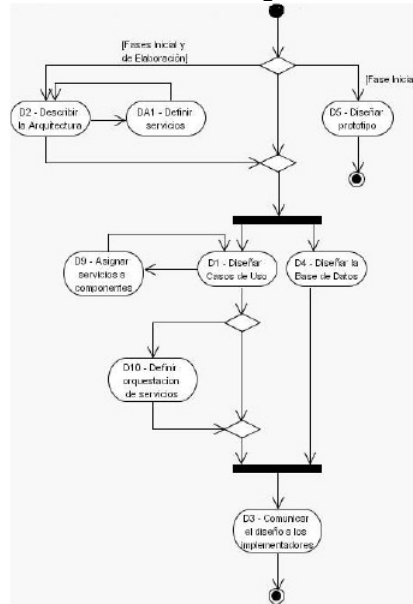 [Fases Inicial y
de Elaboración]
[Fase Inicia
D2 - Describir
la Arquitectura
DA1 - Definir
servicios
D5 - Diseñar
prototipo
D9 - Asignar
servicios a
componentes
D1 - Diseñar
Casos de Uso
D4 - Diseñar la
Base de Datos
D10 - Definir
orquestacion
de servicios
D3 - Comunicar
el diseño a los
implementadores